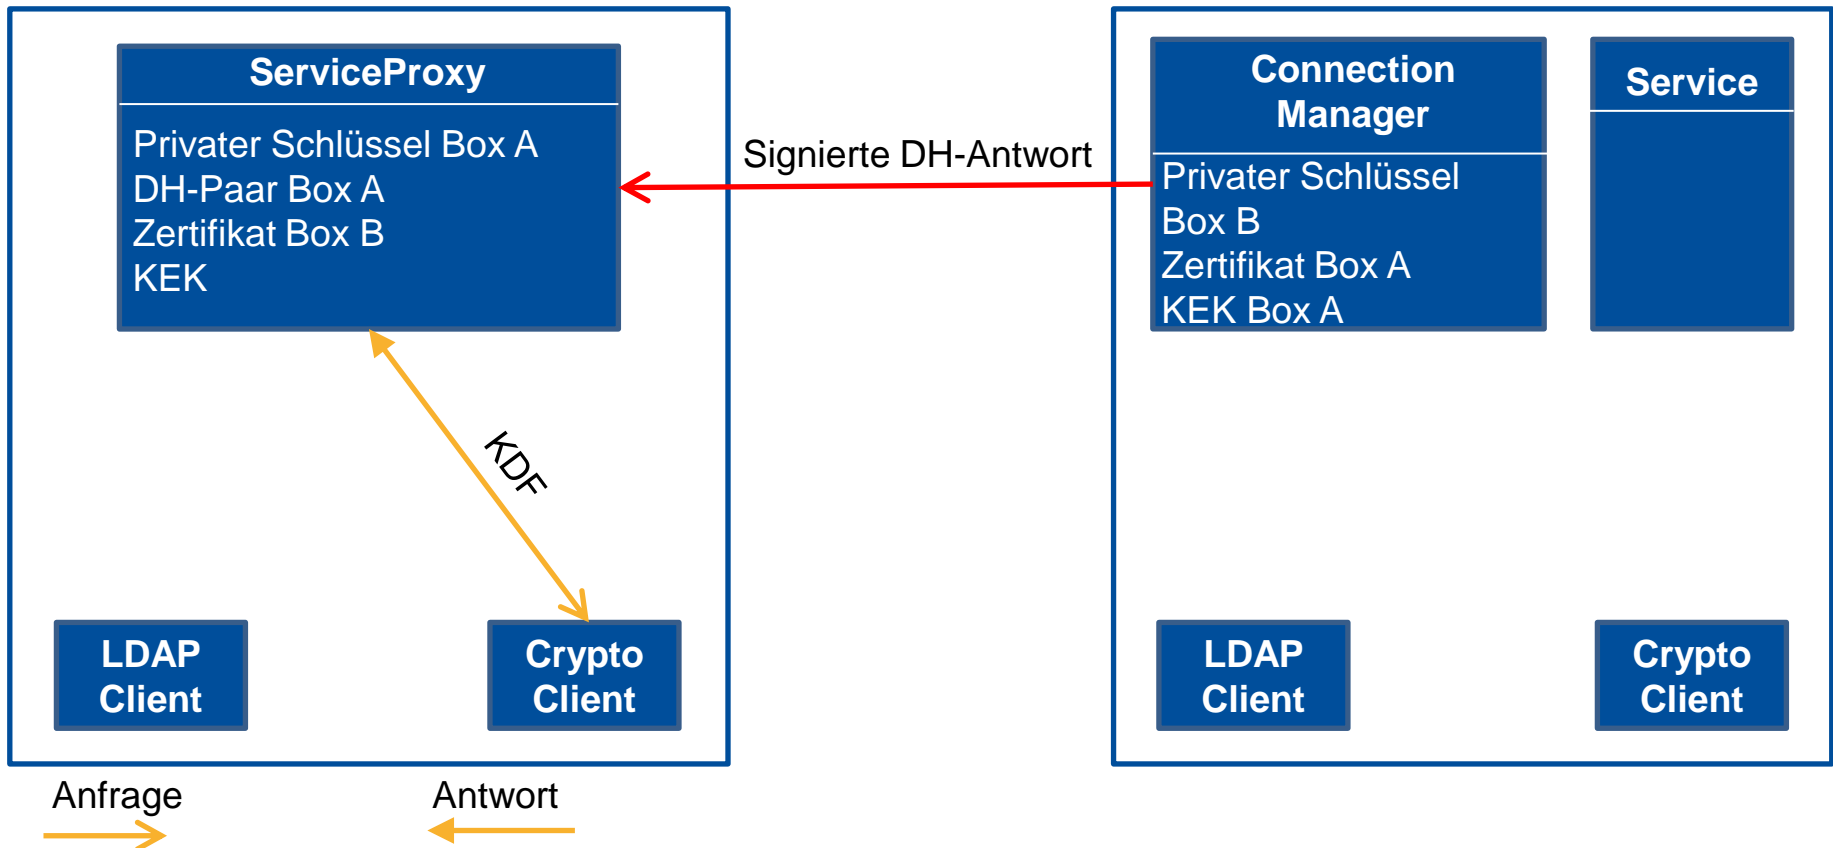 ServiceProxy
Privater Schlüssel Box A
DH-Paar Box A
Zertifikat Box B
KEK
Signierte DH-Antwort
Connection
Manager
Privater Schlüssel
Box B
Zertifikat Box A
KEK Box A
Service
KDF
LDAP
Client
Crypto
Client
LDAP
Client
Crypto
Client
Anfrage
Antwort